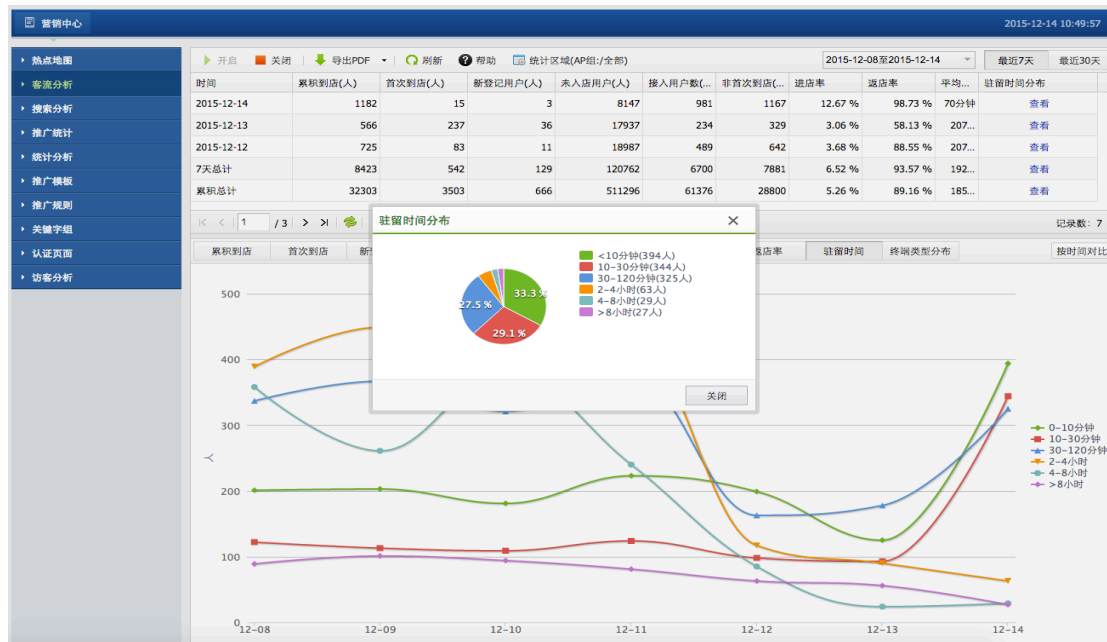 营销中心
2015-12-14 10:49:57
热点地图
客流分析
搜索分析
推广统计
统计分析
推广模板
推广规则
关键字组
认证页面
访客分析
开启 关闭 导出PDF 刷新 帮助 统计区域(AP组:/全部) 2015-12-08至2015-12-14 最近7天 最近30天
时间 累积到店(人) 首次到店(人) 新登记用户(人) 未入店用户(人) 接入用户数(... 非首次到店(... 进店率 返店率 平均... 驻留时间分布
2015-12-14 1182 15 3 8147 981 1167 12.67 % 98.73 % 70分钟 查看
2015-12-13 566 237 36 17937 234 329 3.06 % 58.13 % 207... 查看
2015-12-12 725 83 11 18987 489 642 3.68 % 88.55 % 207... 查看
7天总计 8423 542 129 120762 6700 7881 6.52 % 93.57 % 192... 查看
累积总计 32303 3503 666 511296 61376 28800 5.26 % 89.16 % 185... 查看
1 / 3 记录数: 7
累积到店 首次到店 返店率 驻留时间 终端类型分布 按时间对比
驻留时间分布
<10分钟(394人)
10-30分钟(344人)
30-120分钟(325人)
2-4小时(63人)
4-8小时(29人)
>8小时(27人)
33.3 %
27.5 %
29.1 %
关闭
500
400
300
200
100
0
Y
12-08 12-09 12-10 12-11 12-12 12-13 12-14
0-10分钟
10-30分钟
30-120分钟
2-4小时
4-8小时
>8小时